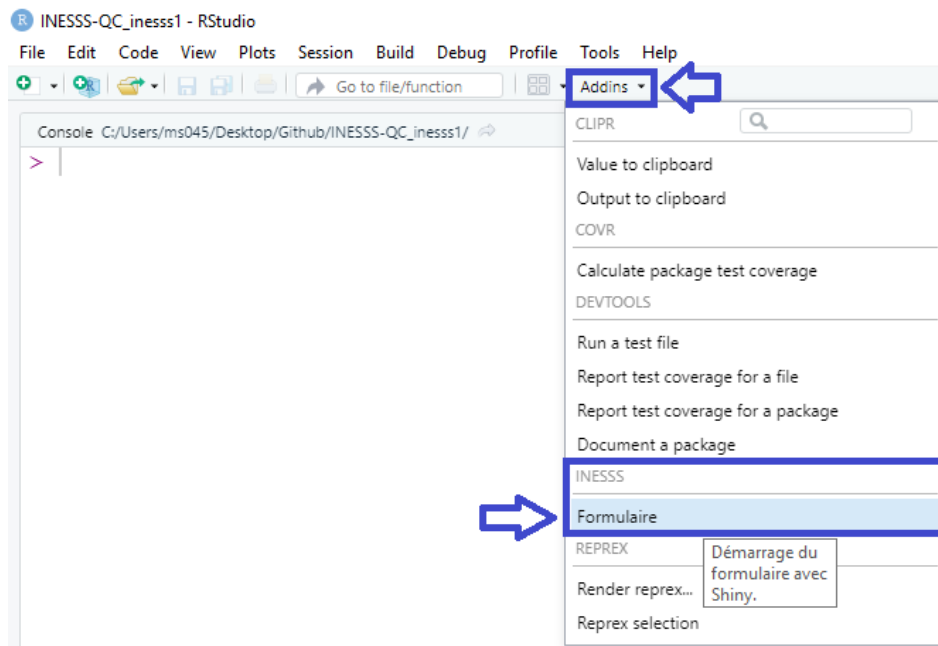 INESSS-QC_inesss1 - RStudio
File Edit Code View Plots Session Build Debug Profile Tools Help
Go to file/function Addins
Console C:/Users/ms045/Desktop/Github/INESSS-QC_inesss1/
>
CLIPR
Value to clipboard
Output to clipboard
COVR
Calculate package test coverage
DEVTOOLS
Run a test file
Report test coverage for a file
Report test coverage for a package
Document a package
INESSS
Formulaire
Démarrage du
formulaire avec
Shiny.
REPREX
Render reprex...
Reprex selection